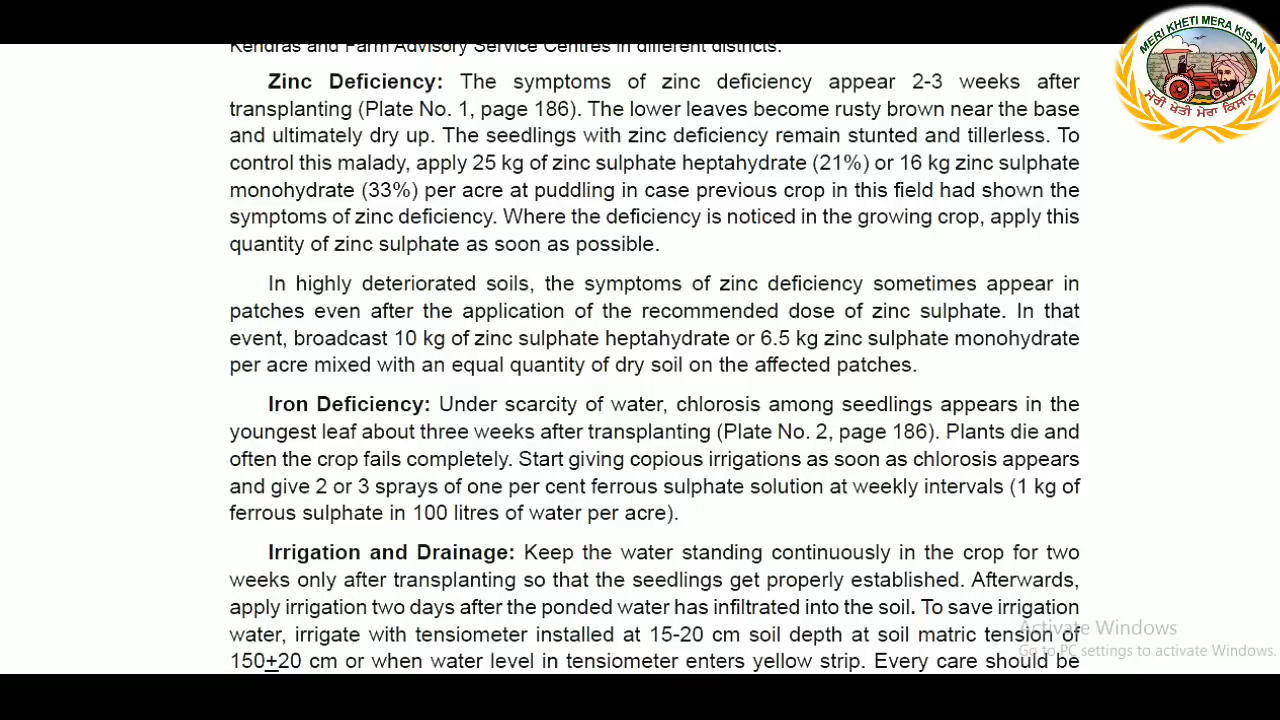 Kendras and Farm Advisory Service Centres in different districts.
MERI KHETI MERA KISAN
ਮੇਰੀ ਖੇਤੀ ਮੇਰਾ ਕਿਸਾਨ
Zinc Deficiency: The symptoms of zinc deficiency appear 2-3 weeks after
transplanting (Plate No. 1, page 186). The lower leaves become rusty brown near the base
and ultimately dry up. The seedlings with zinc deficiency remain stunted and tillerless. To
control this malady, apply 25 kg of zinc sulphate heptahydrate (21%) or 16 kg zinc sulphate
monohydrate (33%) per acre at puddling in case previous crop in this field had shown the
symptoms of zinc deficiency. Where the deficiency is noticed in the growing crop, apply this
quantity of zinc sulphate as soon as possible.
In highly deteriorated soils, the symptoms of zinc deficiency sometimes appear in
patches even after the application of the recommended dose of zinc sulphate. In that
event, broadcast 10 kg of zinc sulphate heptahydrate or 6.5 kg zinc sulphate monohydrate
per acre mixed with an equal quantity of dry soil on the affected patches.
Iron Deficiency: Under scarcity of water, chlorosis among seedlings appears in the
youngest leaf about three weeks after transplanting (Plate No. 2, page 186). Plants die and
often the crop fails completely. Start giving copious irrigations as soon as chlorosis appears
and give 2 or 3 sprays of one per cent ferrous sulphate solution at weekly intervals (1 kg of
ferrous sulphate in 100 litres of water per acre).
Irrigation and Drainage: Keep the water standing continuously in the crop for two
weeks only after transplanting so that the seedlings get properly established. Afterwards,
apply irrigation two days after the ponded water has infiltrated into the soil. To save irrigation
water, irrigate with tensiometer installed at 15-20 cm soil depth at soil matric tension of
150±20 cm or when water level in tensiometer enters yellow strip. Every care should be
Activate Windows
Go to PC settings to activate Windows.